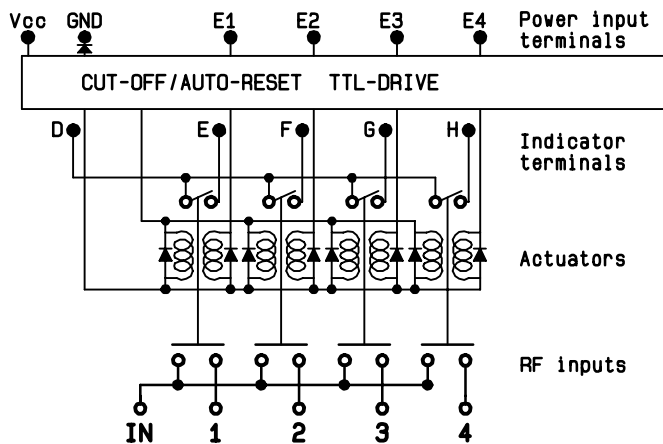 Vcc GND E1 E2 E3 E4 Power input
terminals
CUT-OFF/AUTO-RESET TTL-DRIVE
D E F G H Indicator
terminals
Actuators
RF inputs
IN 1 2 3 4